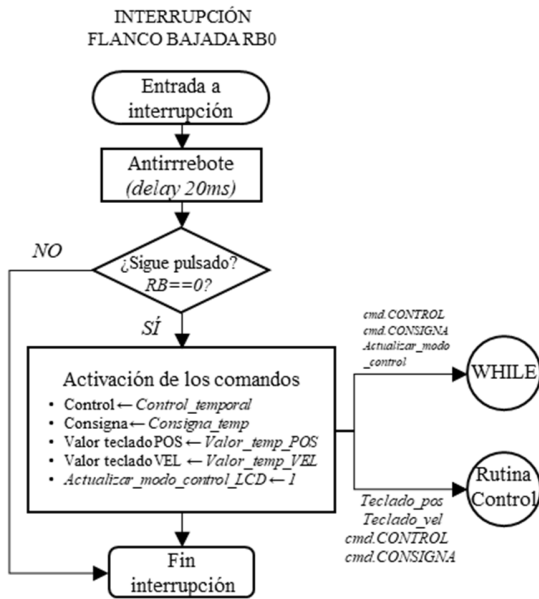 INTERRUPCIÓN
FLANCO BAJADA RB0
Entrada a
interrupción
Antirrrebote
(delay 20ms)
NO
¿Sigue pulsado?
RB==0?
SÍ
Activación de los comandos
• Control ← Control_temporal
• Consigna ← Consigna_temp
• Valor teclado POS ← Valor_temp_POS
• Valor teclado VEL ← Valor_temp_VEL
• Actualizar_modo_control_LCD ← 1
cmd.CONTROL
cmd.CONSIGNA
Actualizar_modo
_control
WHILE
Rutina
Control
Teclado_pos
Teclado_vel
cmd.CONTROL
cmd.CONSIGNA
Fin
interrupción